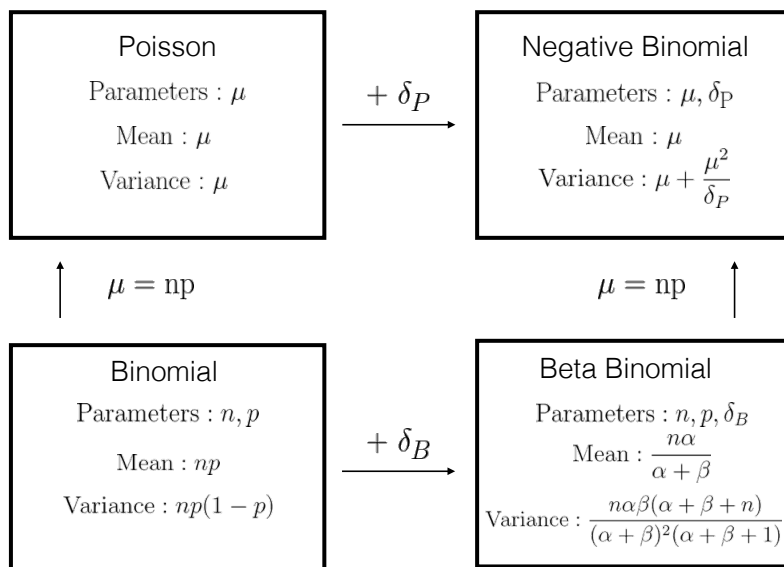 Poisson
Parameters : μ
Mean : μ
Variance : μ
+ δ_P
Negative Binomial
Parameters : μ, δ_P
Mean : μ
Variance : μ + μ²/δ_P
μ = np
μ = np
Binomial
Parameters : n, p
Mean : np
Variance : np(1 − p)
+ δ_B
Beta Binomial
Parameters : n, p, δ_B
Mean : nα/(α + β)
Variance : nαβ(α + β + n)/((α + β)²(α + β + 1))